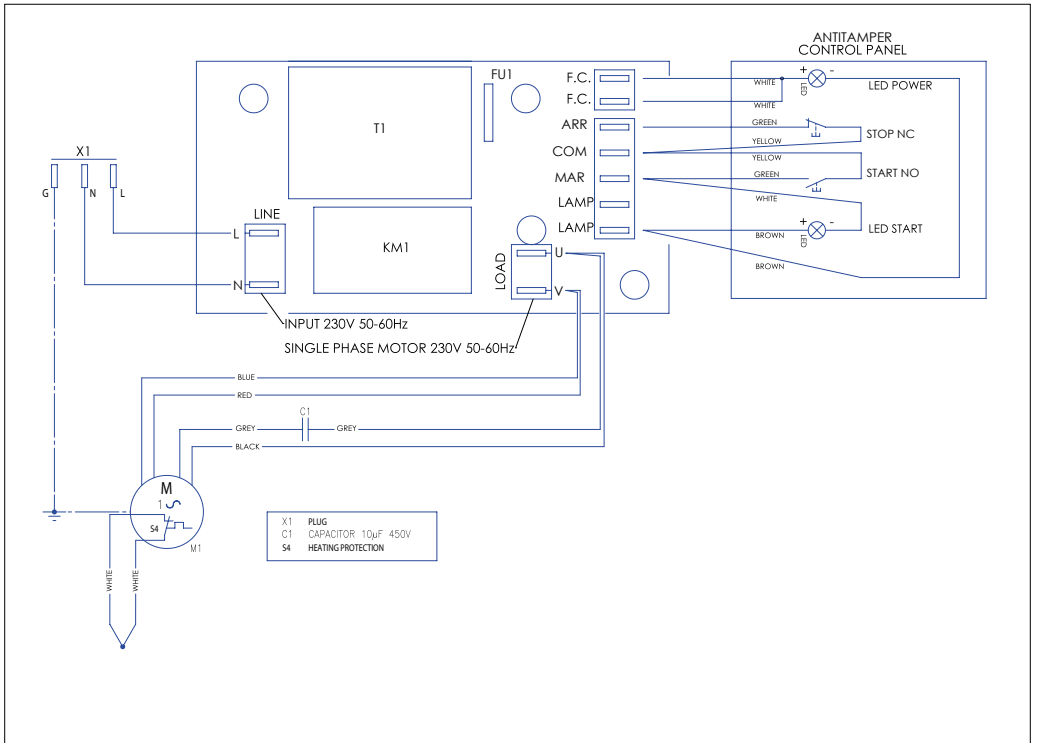 ANTITAMPER
CONTROL PANEL
FU1
F.C.
F.C.
ARR
COM
MAR
LAMP
LAMP
T1
KM1
X1
G
N
L
LINE
L
N
LOAD
U
V
WHITE
WHITE
GREEN
YELLOW
YELLOW
GREEN
WHITE
BROWN
BROWN
+
-
LED
LED POWER
STOP NC
START NO
+
-
LED
LED START
INPUT 230V 50-60Hz
SINGLE PHASE MOTOR 230V 50-60Hz
BLUE
RED
C1
GREY
GREY
BLACK
M
1
S4
M1
WHITE
WHITE
X1 PLUG
C1 CAPACITOR 10µF 450V
S4 HEATING PROTECTION